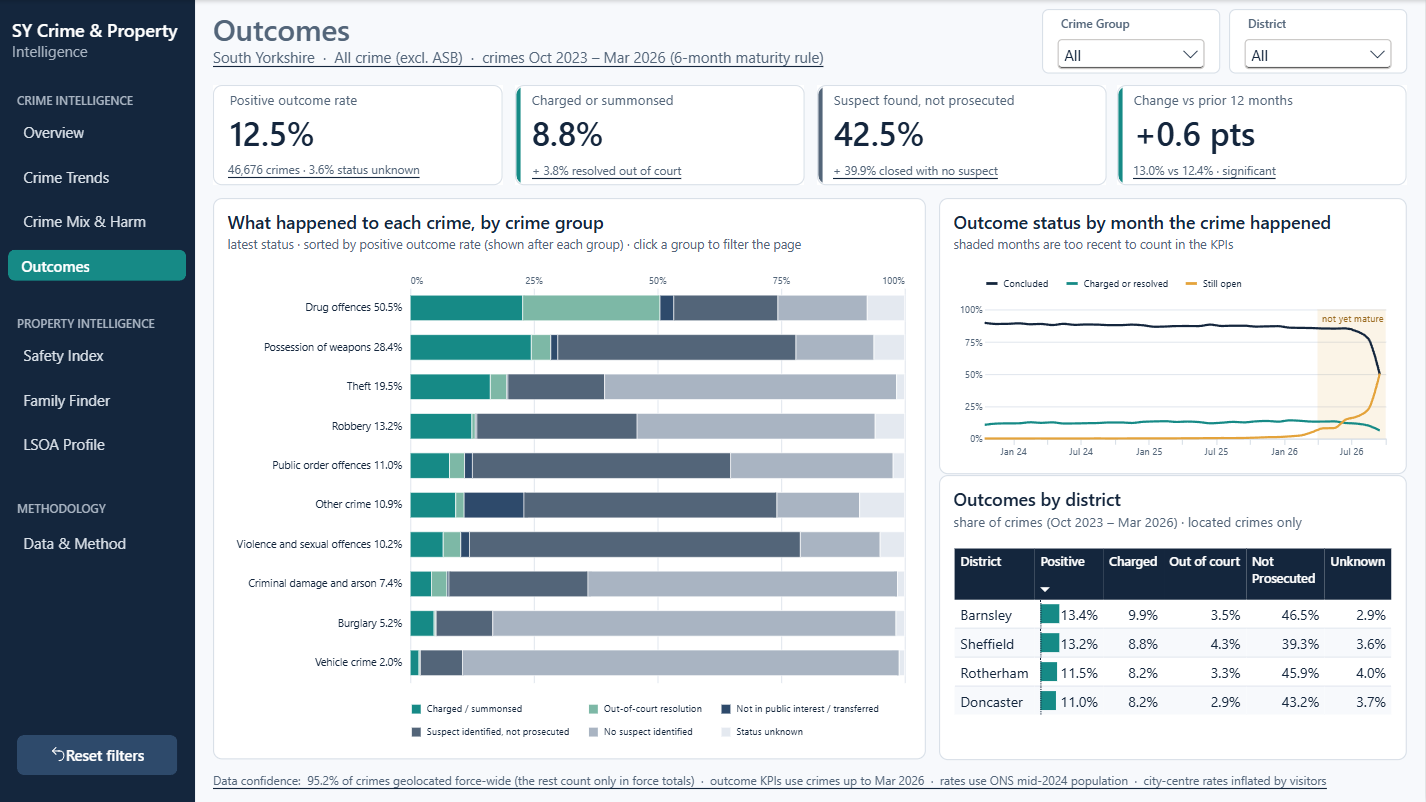 SY Crime & Property
Intelligence
CRIME INTELLIGENCE
Overview
Crime Trends
Crime Mix & Harm
Outcomes
PROPERTY INTELLIGENCE
Safety Index
Family Finder
LSOA Profile
METHODOLOGY
Data & Method
Reset filters
Outcomes
South Yorkshire · All crime (excl. ASB) · crimes Oct 2023 – Mar 2026 (6-month maturity rule)
Crime Group
All
District
All
Positive outcome rate
12.5%
46,676 crimes · 3.6% status unknown
Charged or summonsed
8.8%
+ 3.8% resolved out of court
Suspect found, not prosecuted
42.5%
+ 39.9% closed with no suspect
Change vs prior 12 months
+0.6 pts
13.0% vs 12.4% · significant
What happened to each crime, by crime group
latest status · sorted by positive outcome rate (shown after each group) · click a group to filter the page
0% 25% 50% 75% 100%
Drug offences 50.5%
Possession of weapons 28.4%
Theft 19.5%
Robbery 13.2%
Public order offences 11.0%
Other crime 10.9%
Violence and sexual offences 10.2%
Criminal damage and arson 7.4%
Burglary 5.2%
Vehicle crime 2.0%
Charged / summonsed Out-of-court resolution Not in public interest / transferred
Suspect identified, not prosecuted No suspect identified Status unknown
Outcome status by month the crime happened
shaded months are too recent to count in the KPIs
Concluded Charged or resolved Still open
not yet mature
100%
75%
50%
25%
0%
Jan 24 Jul 24 Jan 25 Jul 25 Jan 26 Jul 26
Outcomes by district
share of crimes (Oct 2023 – Mar 2026) · located crimes only
District Positive Charged Out of court Not Prosecuted Unknown
Barnsley 13.4% 9.9% 3.5% 46.5% 2.9%
Sheffield 13.2% 8.8% 4.3% 39.3% 3.6%
Rotherham 11.5% 8.2% 3.3% 45.9% 4.0%
Doncaster 11.0% 8.2% 2.9% 43.2% 3.7%
Data confidence: 95.2% of crimes geolocated force-wide (the rest count only in force totals) · outcome KPIs use crimes up to Mar 2026 · rates use ONS mid-2024 population · city-centre rates inflated by visitors